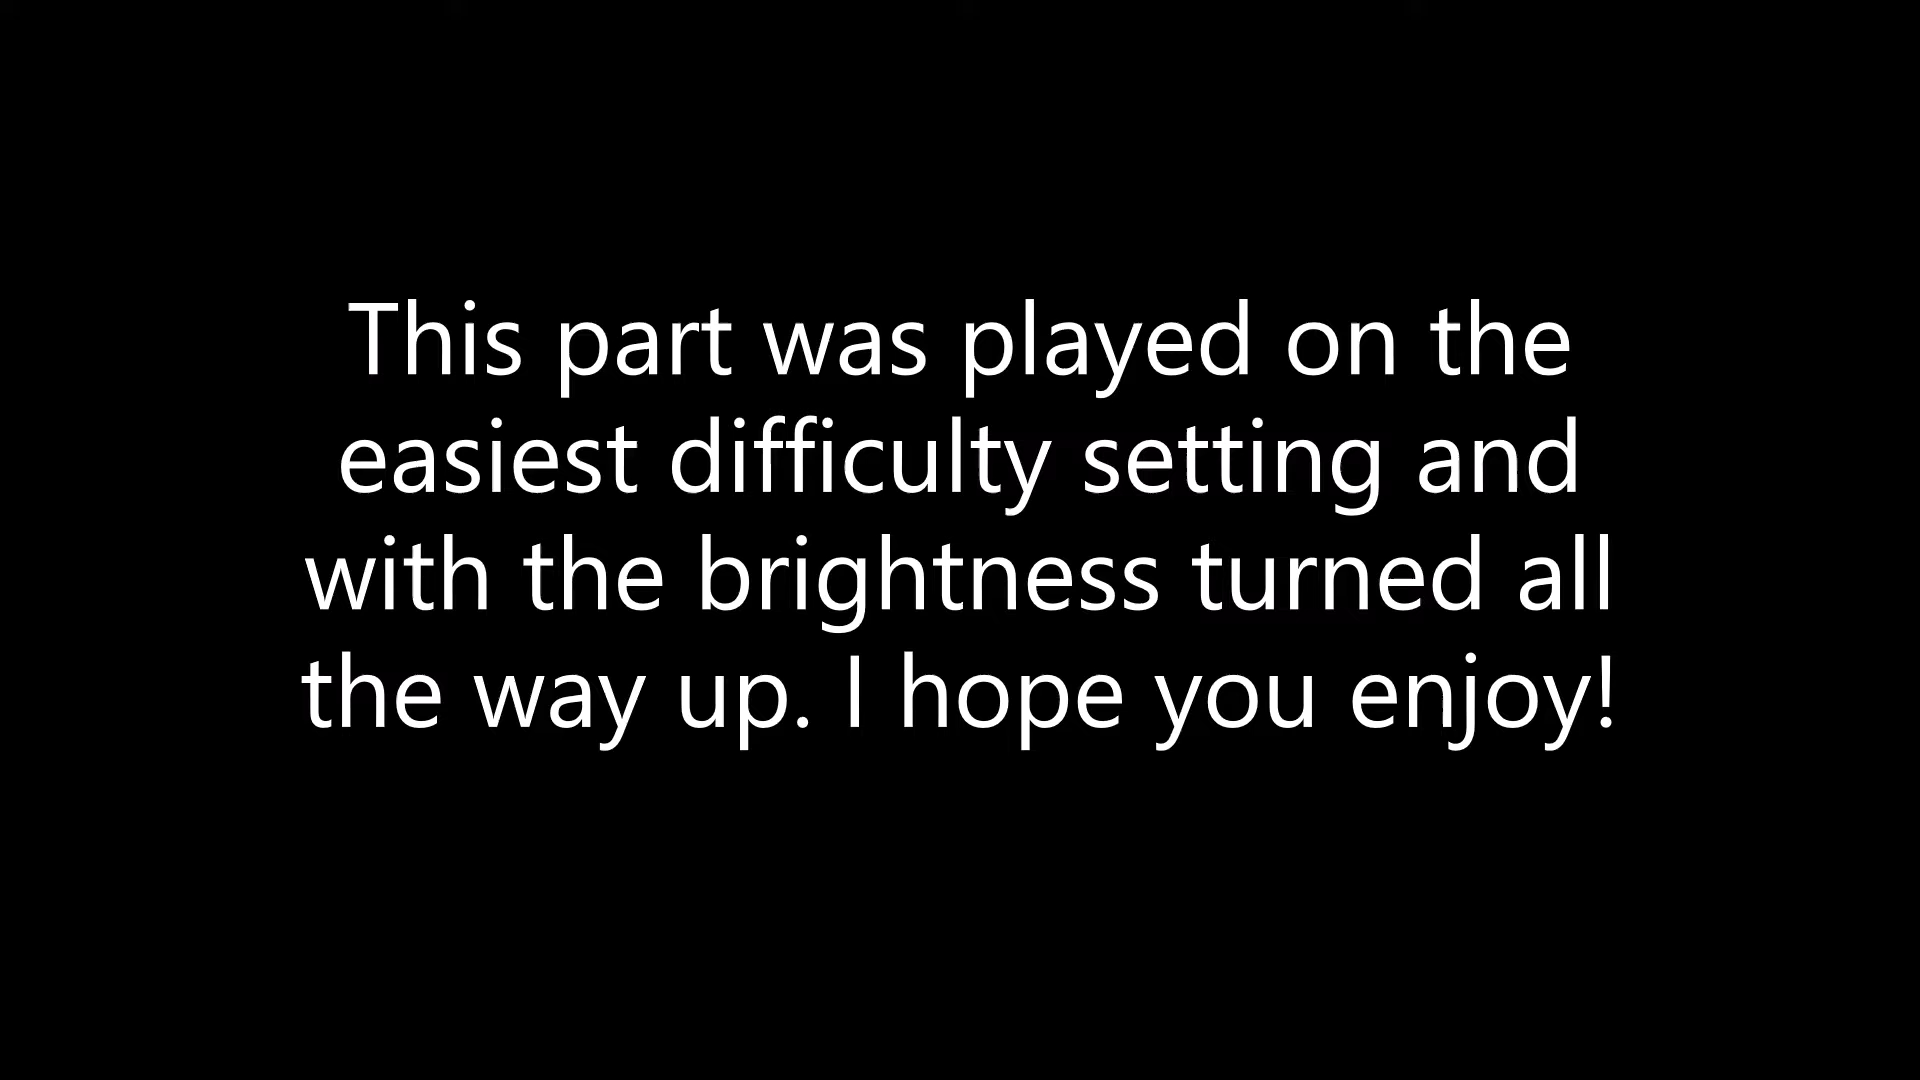 This part was played on the
easiest difficulty setting and
with the brightness turned all
the way up. I hope you enjoy!